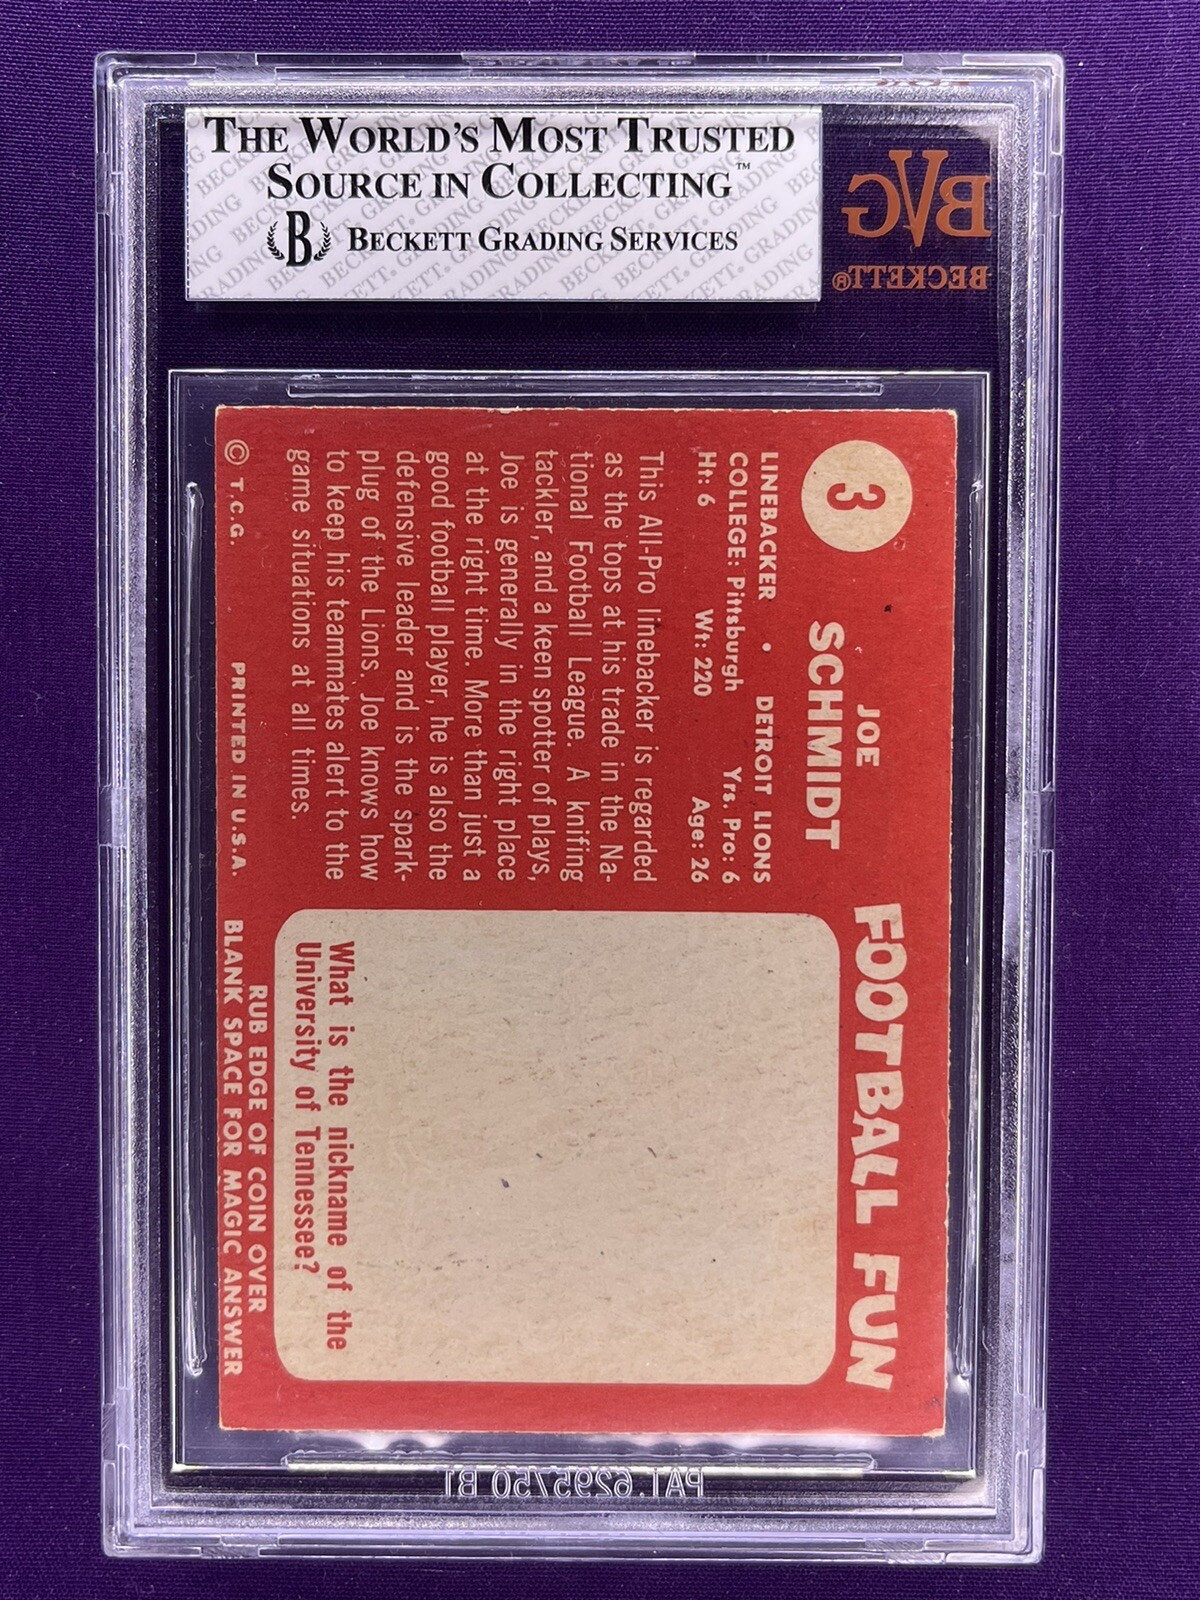 THE WORLD'S MOST TRUSTED
SOURCE IN COLLECTING™
B BECKETT GRADING SERVICES
BVG
BECKETT®
3
JOE
SCHMIDT
LINEBACKER • DETROIT LIONS
COLLEGE: Pittsburgh Yrs. Pro: 6
Ht: 6 Wt: 220 Age: 26
This All-Pro linebacker is regarded
as the tops at his trade in the Na-
tional Football League. A knifing
tackler, and a keen spotter of plays,
Joe is generally in the right place
at the right time. More than just a
good football player, he is also the
defensive leader and is the spark-
plug of the Lions. Joe knows how
to keep his teammates alert to the
game situations at all times.
© T.C.G. PRINTED IN U.S.A.
FOOTBALL FUN
What is the nickname of the
University of Tennessee?
RUB EDGE OF COIN OVER
BLANK SPACE FOR MAGIC ANSWER
PAT. 6295750 B1